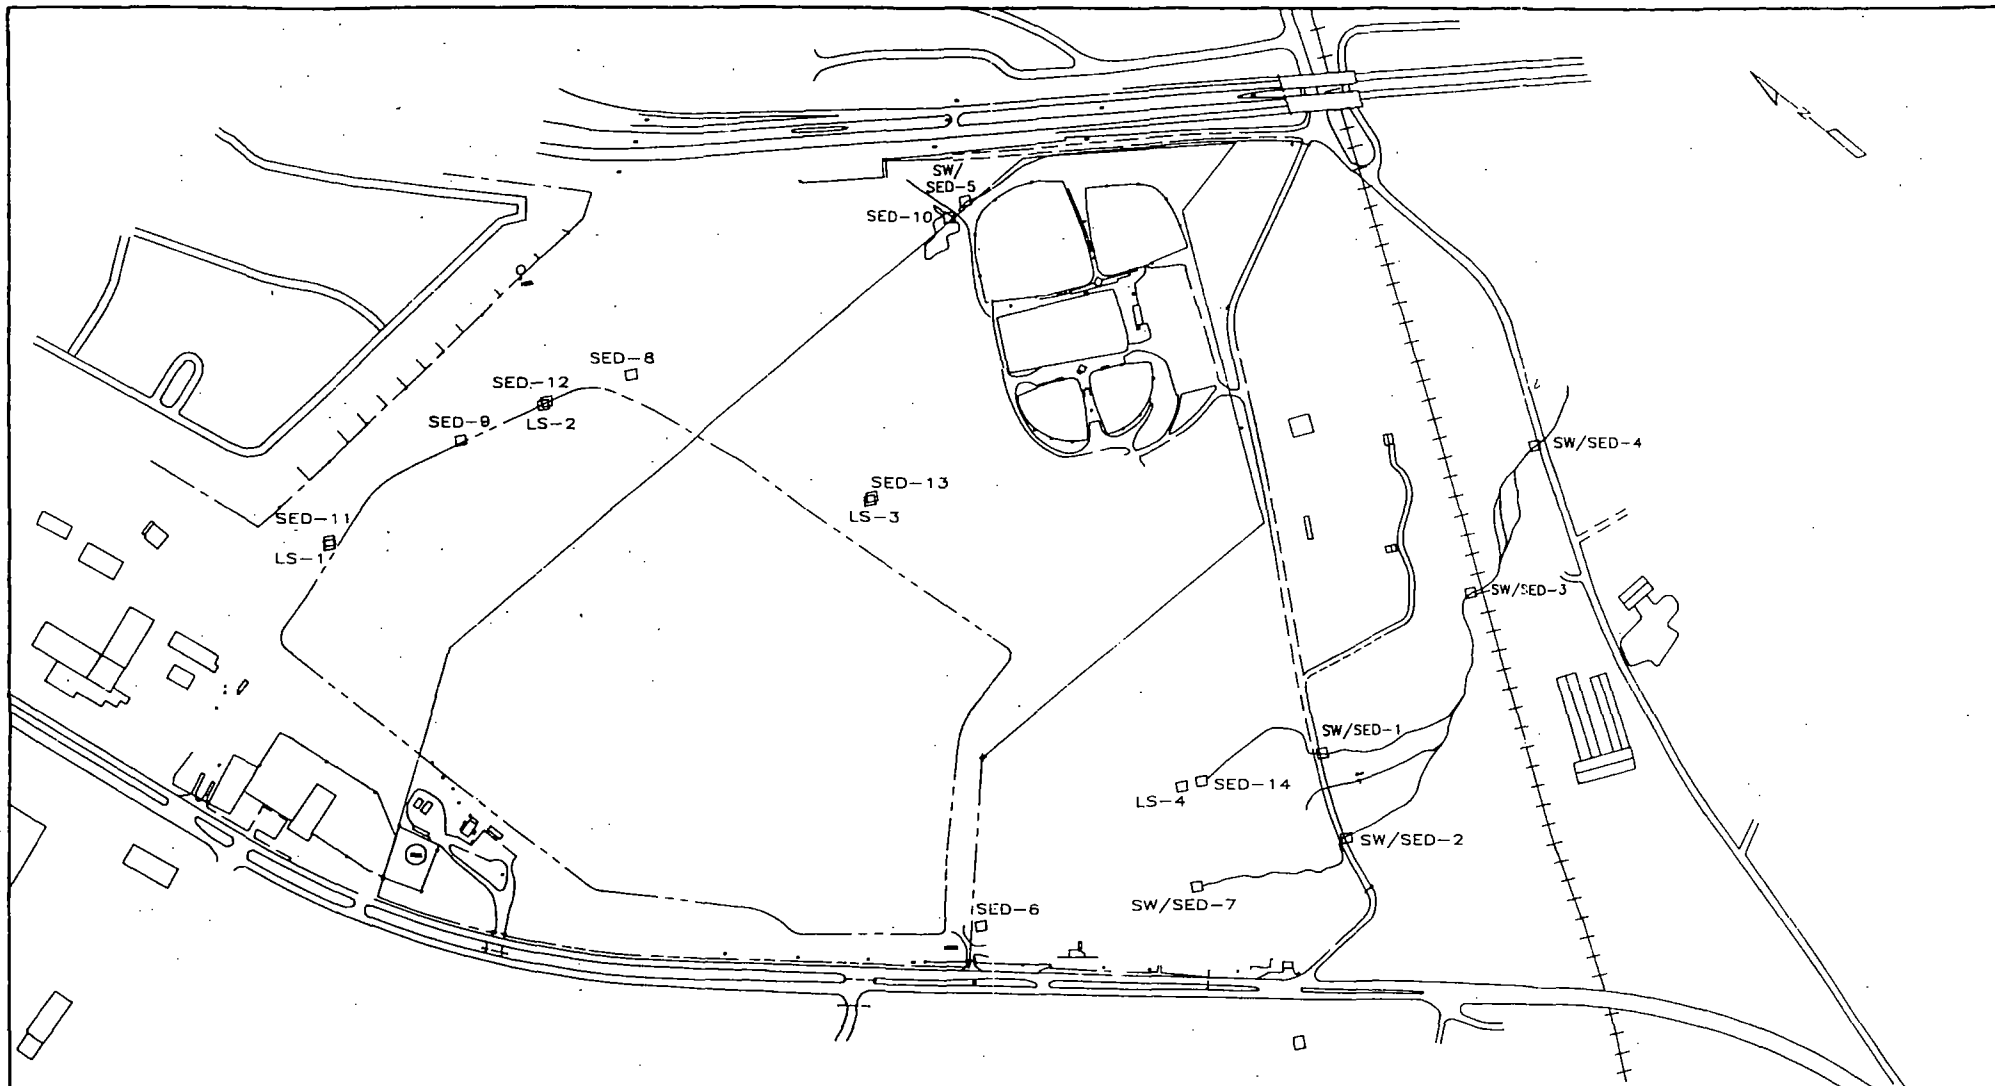 N
SW/
SED-5
SED-10
SED-8
SED-12
LS-2
SED-9
SW/SED-4
SED-13
LS-3
SED-11
LS-1
SW/SED-3
SW/SED-1
SED-14
LS-4
SW/SED-2
SW/SED-7
SED-6